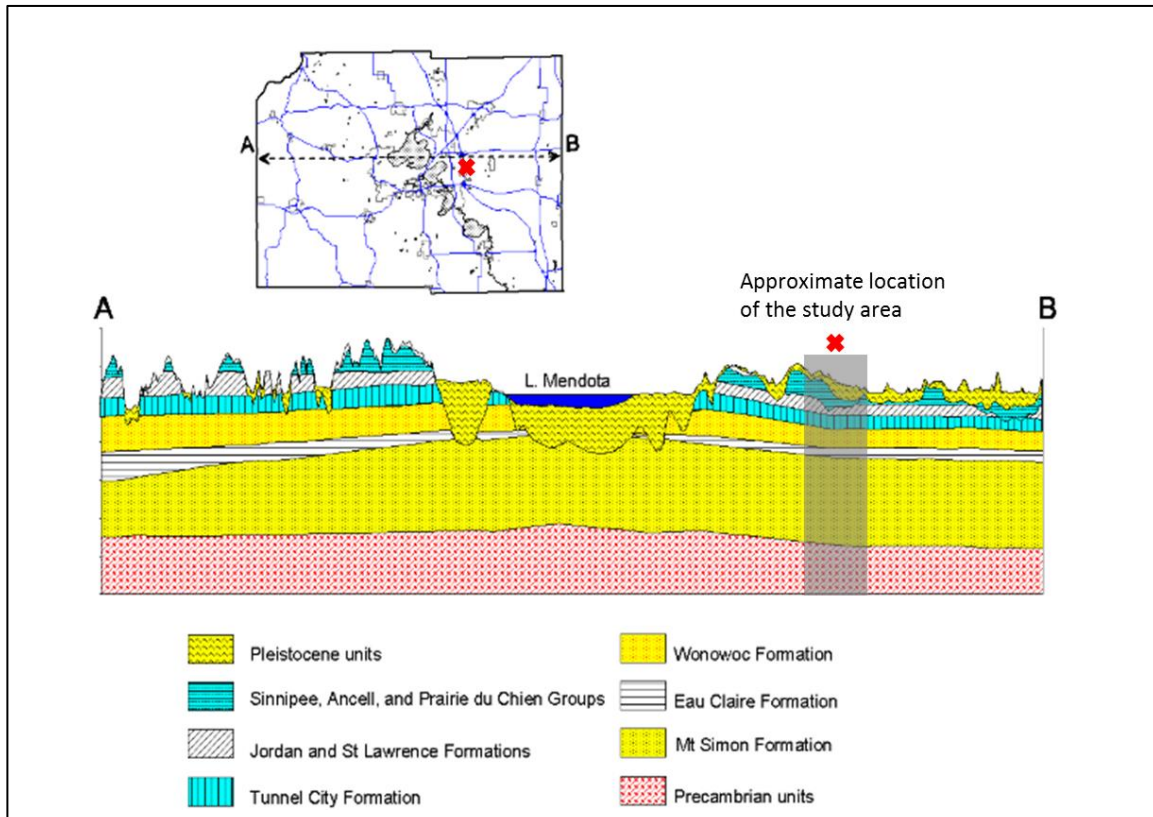 A
B
Approximate location
of the study area
A
B
L. Mendota
Pleistocene units
Sinnipee, Ancell, and Prairie du Chien Groups
Jordan and St Lawrence Formations
Tunnel City Formation
Wonowoc Formation
Eau Claire Formation
Mt Simon Formation
Precambrian units